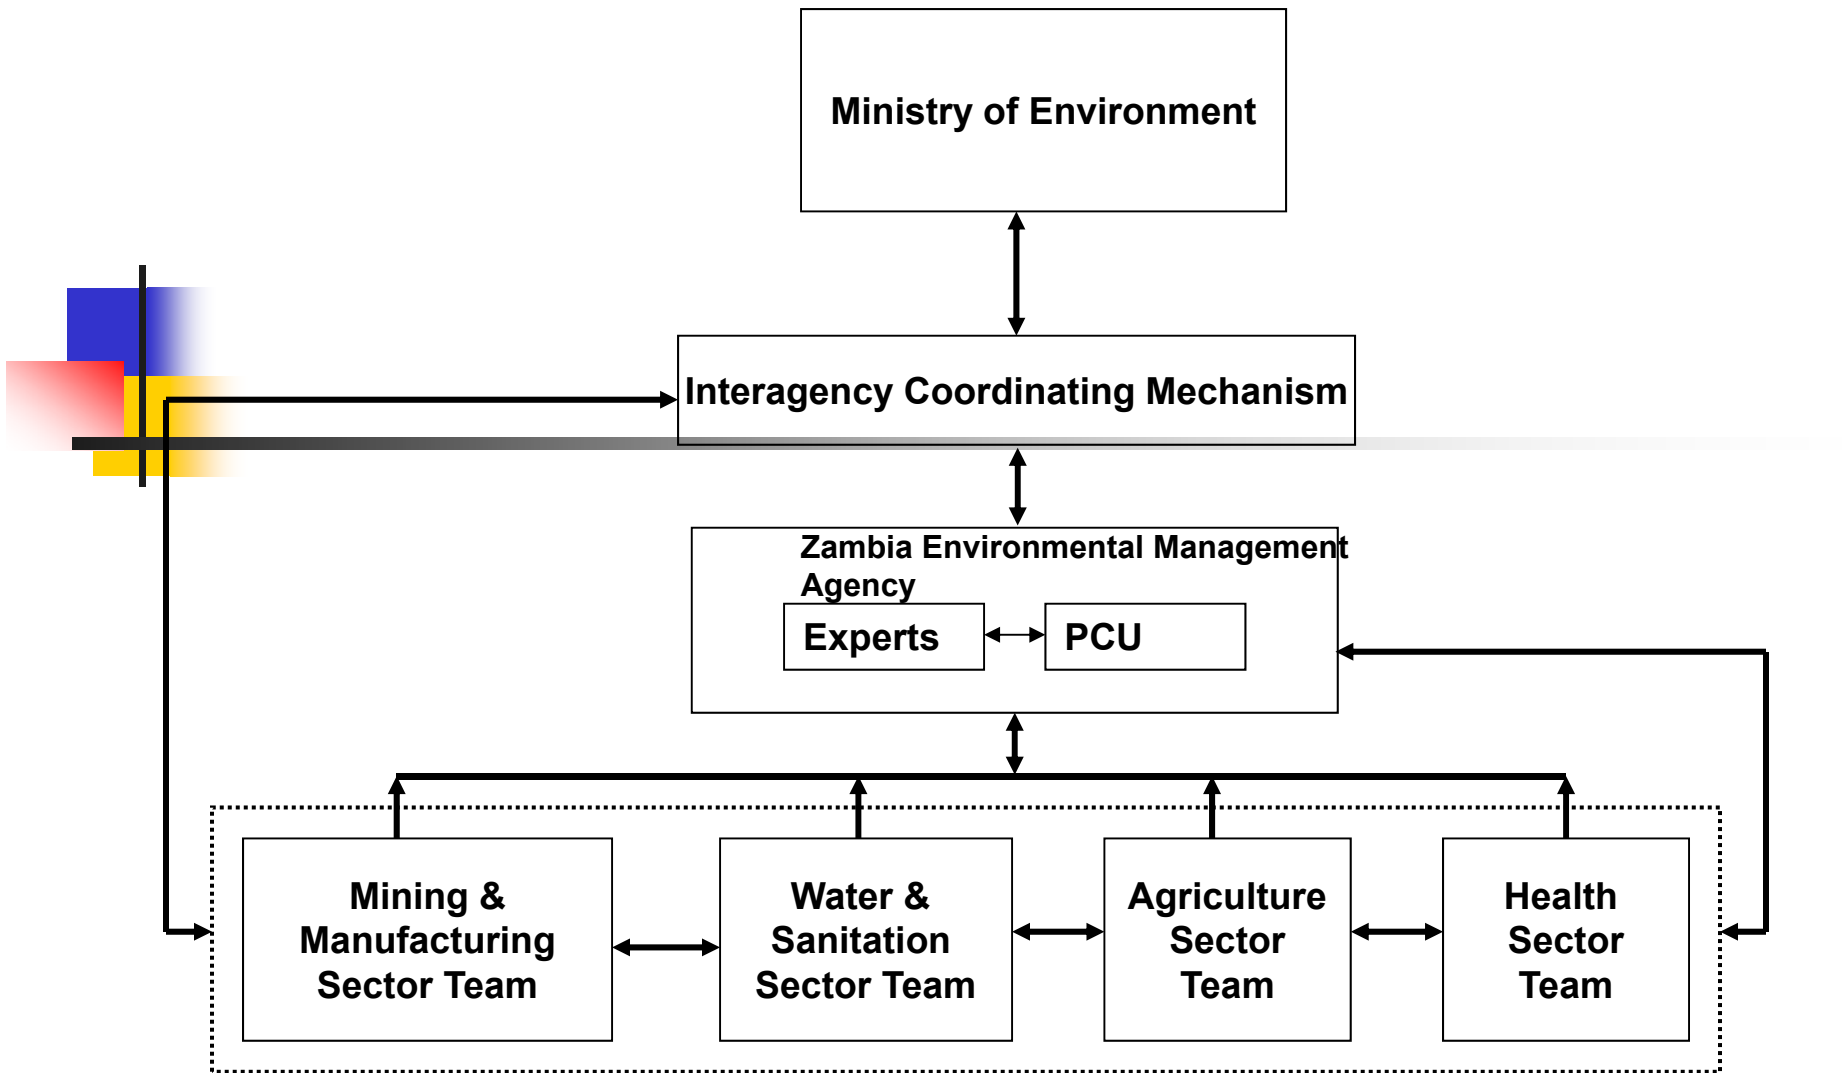 Ministry of Environment
Interagency Coordinating Mechanism
Zambia Environmental Management
Agency
Experts
PCU
Mining &
Manufacturing
Sector Team
Water &
Sanitation
Sector Team
Agriculture
Sector
Team
Health
Sector
Team